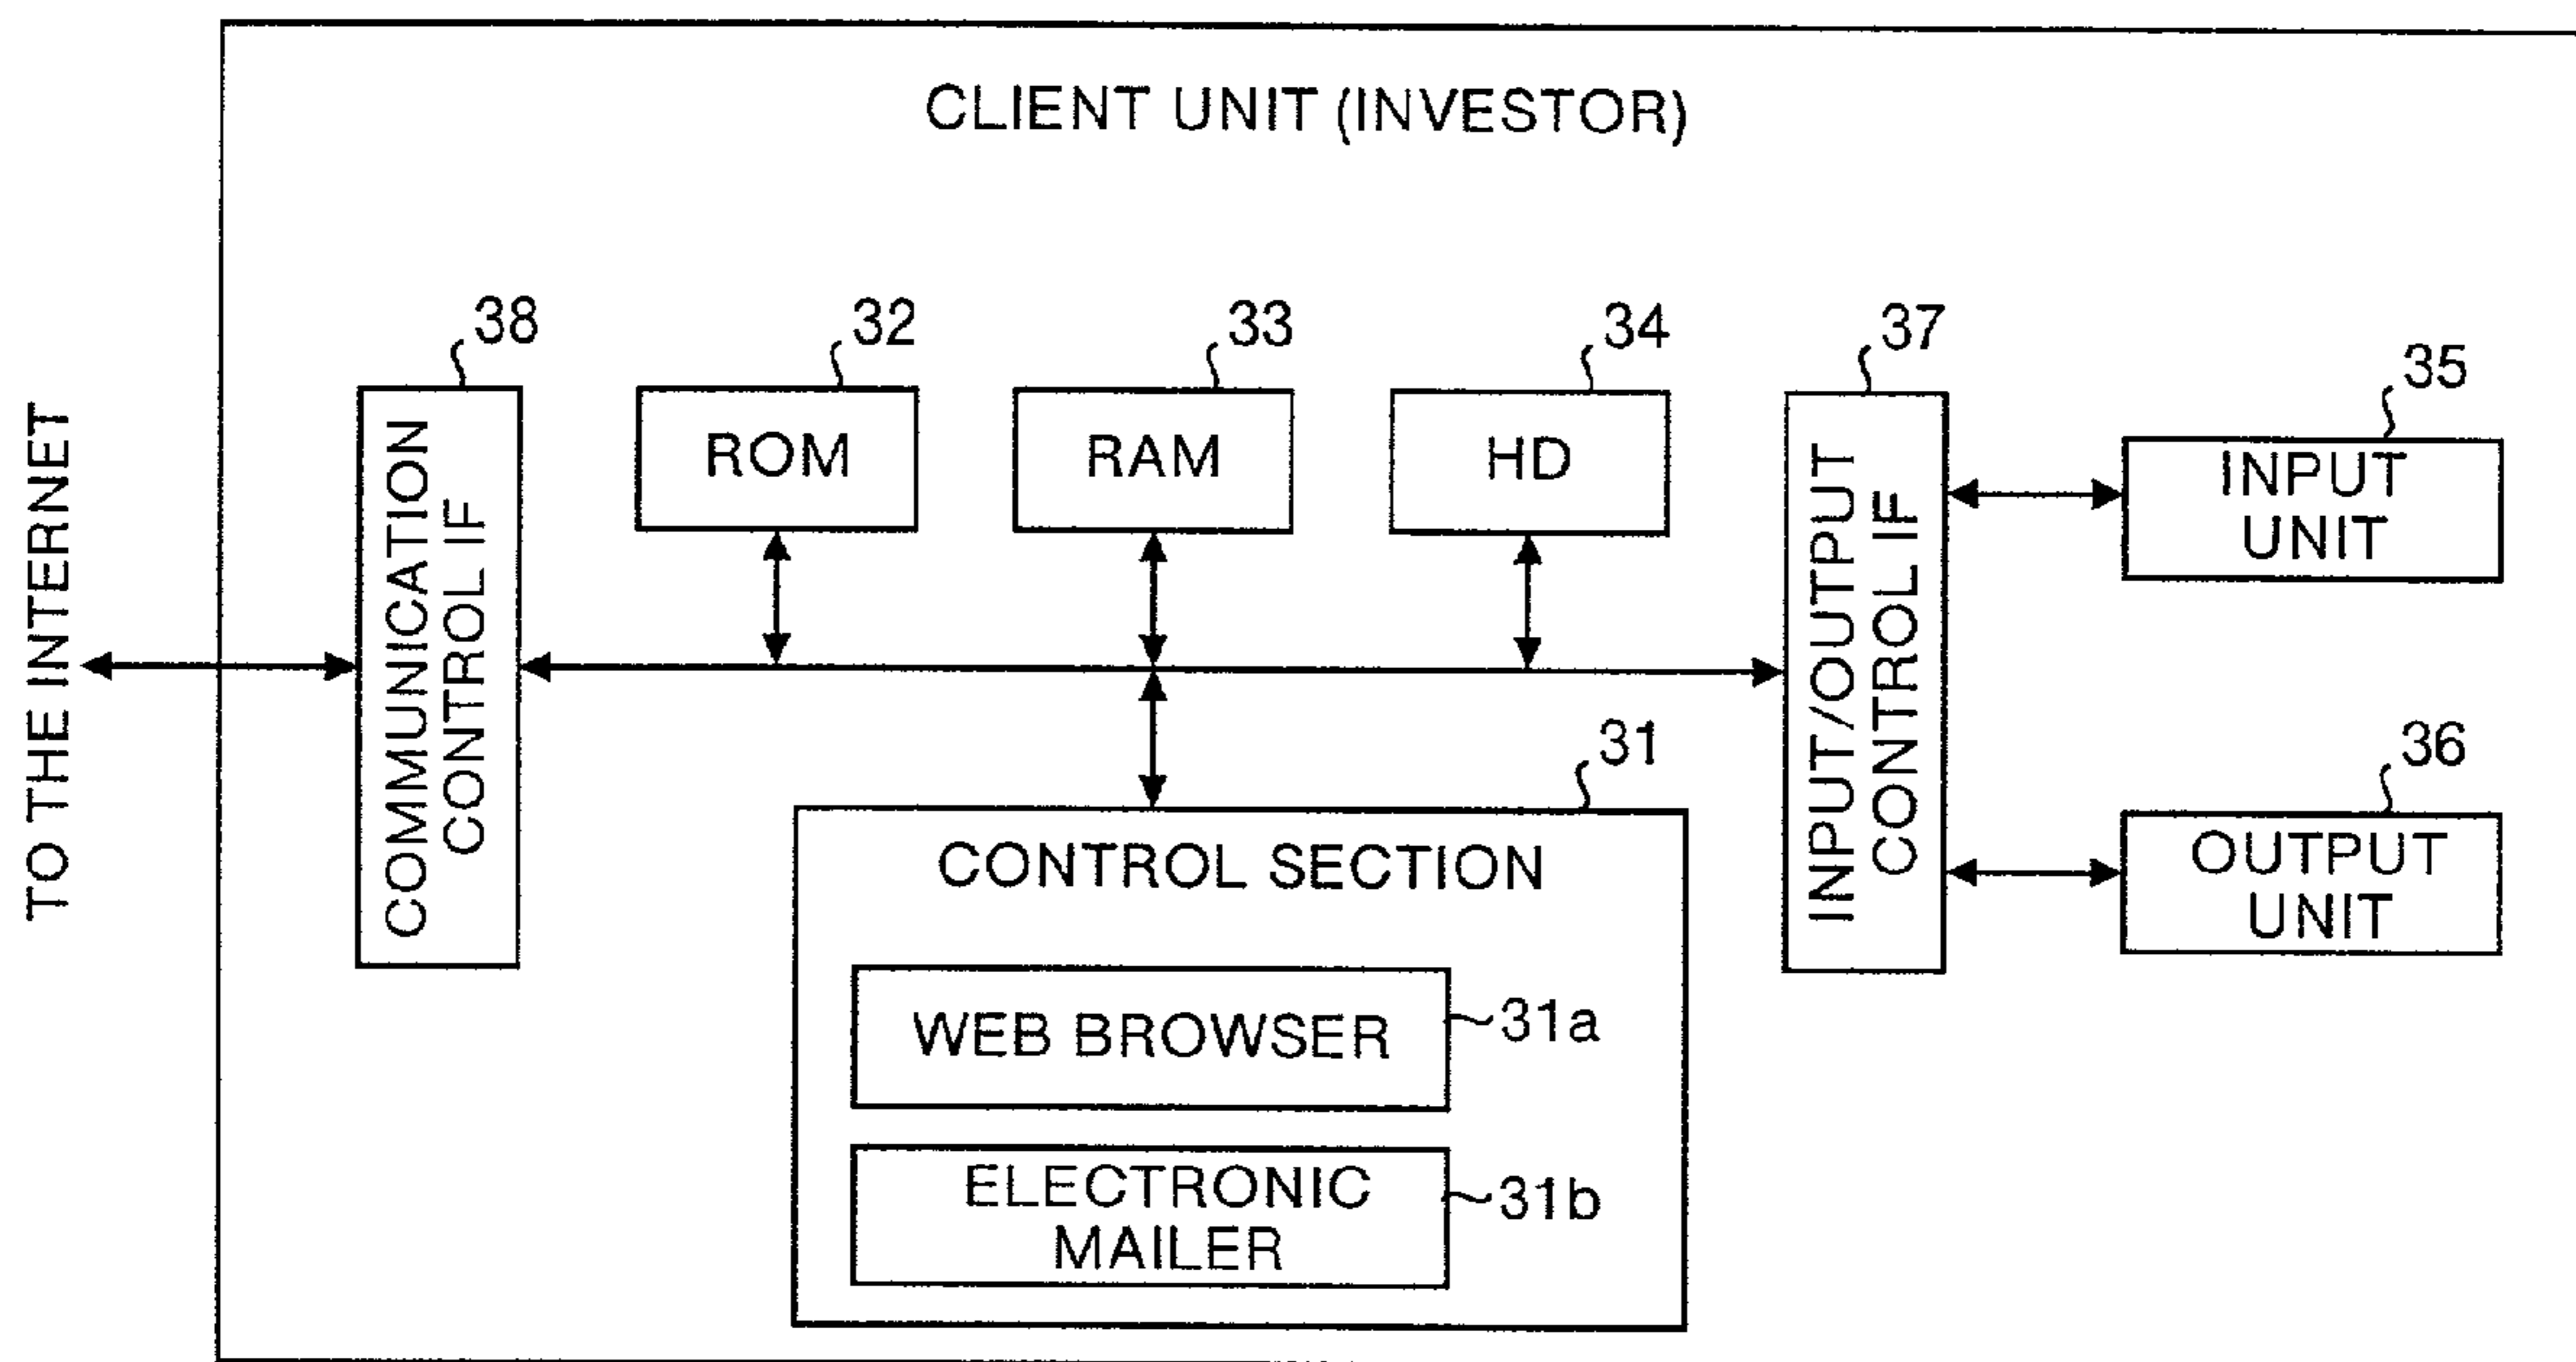 CLIENT UNIT (INVESTOR)
TO THE INTERNET
38
COMMUNICATION
CONTROL IF
32
ROM
33
RAM
34
HD
37
INPUT/OUTPUT
CONTROL IF
35
INPUT
UNIT
36
OUTPUT
UNIT
31
CONTROL SECTION
WEB BROWSER
31a
ELECTRONIC
MAILER
31b